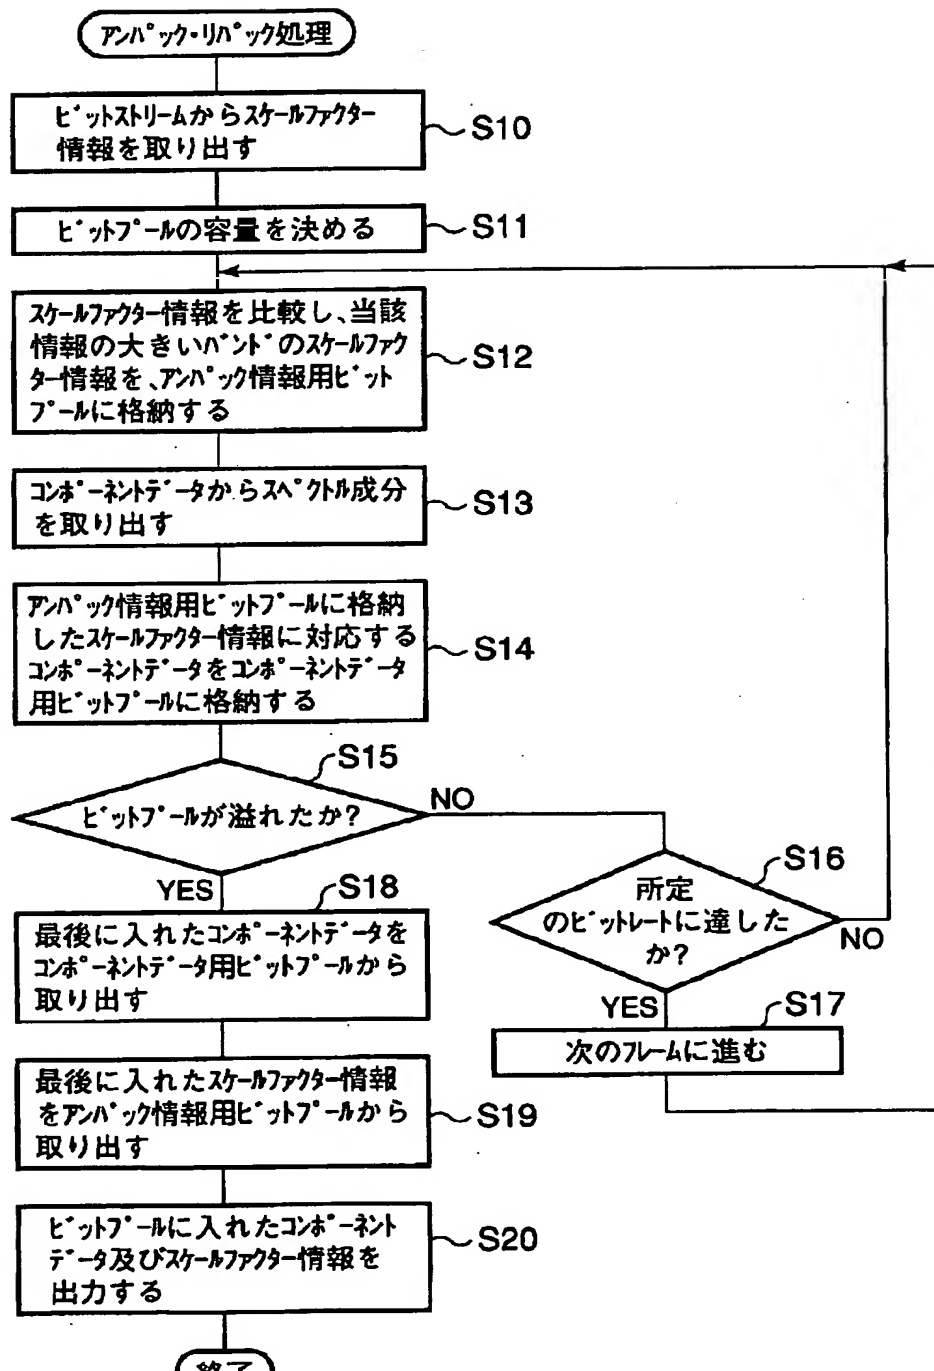 アンパック・リパック処理
ビットストリームからスケールファクター
情報を取り出す
S10
ビットプールの容量を決める
S11
スケールファクター情報を比較し、当該
情報の大きいバンドのスケールファク
ター情報を、アンパック情報用ビット
プールに格納する
S12
コンポーネントデータからスペクトル成分
を取り出す
S13
アンパック情報用ビットプールに格納
したスケールファクター情報に対応する
コンポーネントデータをコンポーネントデータ
用ビットプールに格納する
S14
S15
ビットプールが溢れたか?
NO
YES
S16
所定
のビットレートに達した
か?
NO
YES
S17
次のフレームに進む
S18
最後に入れたコンポーネントデータを
コンポーネントデータ用ビットプールから
取り出す
最後に入れたスケールファクター情報
をアンパック情報用ビットプールから
取り出す
S19
ビットプールに入れたコンポーネント
データ及びスケールファクター情報を
出力する
S20
終了